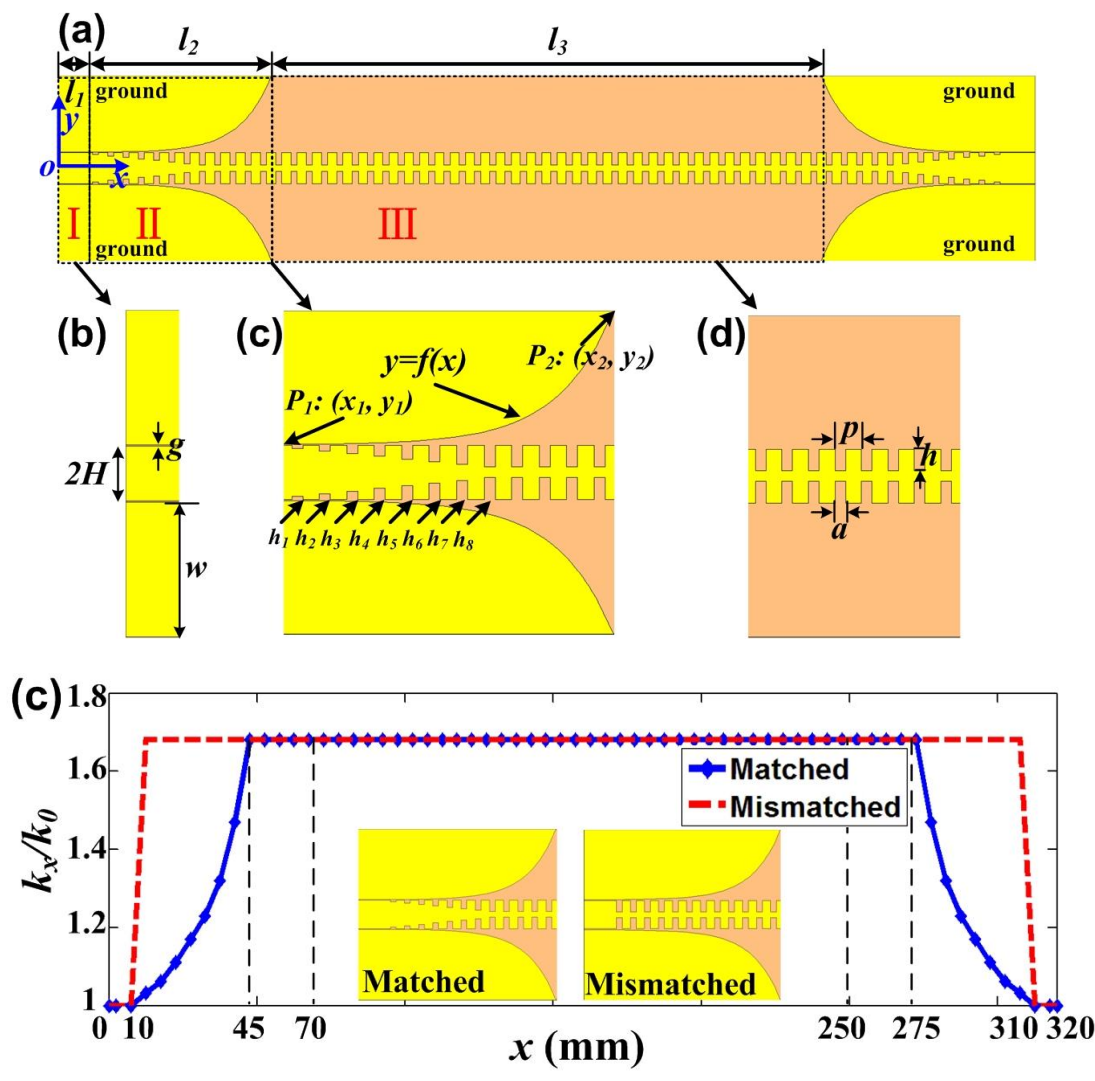 (a)
l1 l2 l3
ground ground
y
o x
I II III
ground ground
(b) (c) (d)
g
2H
w
P1: (x1, y1)
y=f(x)
P2: (x2, y2)
h1 h2 h3 h4 h5 h6 h7 h8
p
h
a
(c)
1.8
1.6
1.4
1.2
1
kx/k0
Matched
Mismatched
Matched Mismatched
0 10 45 70 250 275 310 320
x (mm)